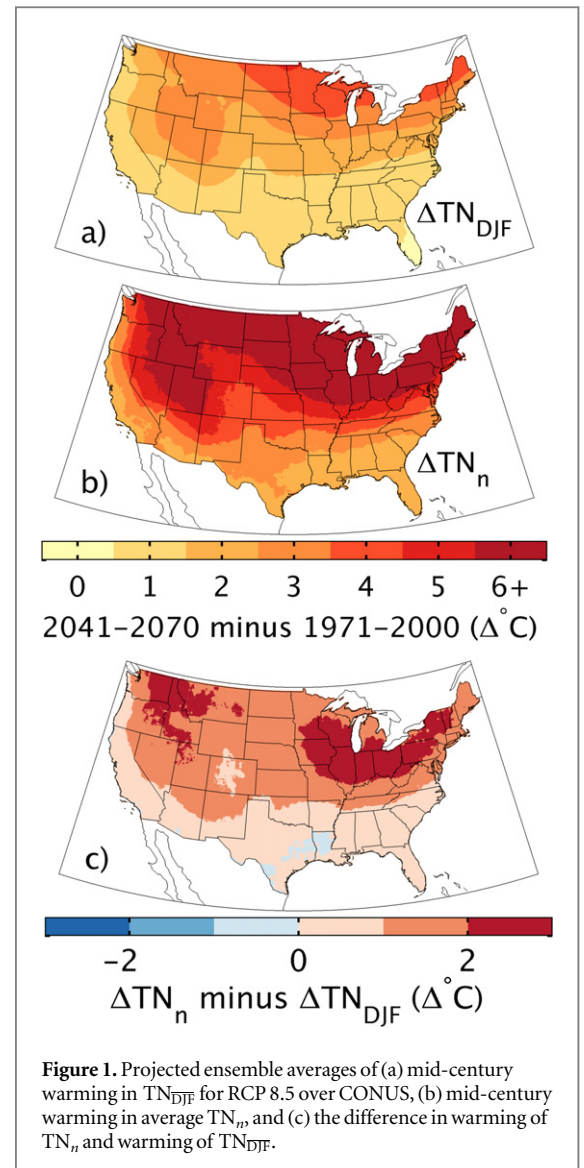 ΔTN_DJF
a)
ΔTN_n
b)
0 1 2 3 4 5 6+
2041–2070 minus 1971–2000 (Δ°C)
c)
−2 0 2
ΔTN_n minus ΔTN_DJF (Δ°C)
Figure 1. Projected ensemble averages of (a) mid-century
warming in TN_D̅J̅F̅ for RCP 8.5 over CONUS, (b) mid-century
warming in average TN_n, and (c) the difference in warming of
TN_n and warming of TN_D̅J̅F̅.